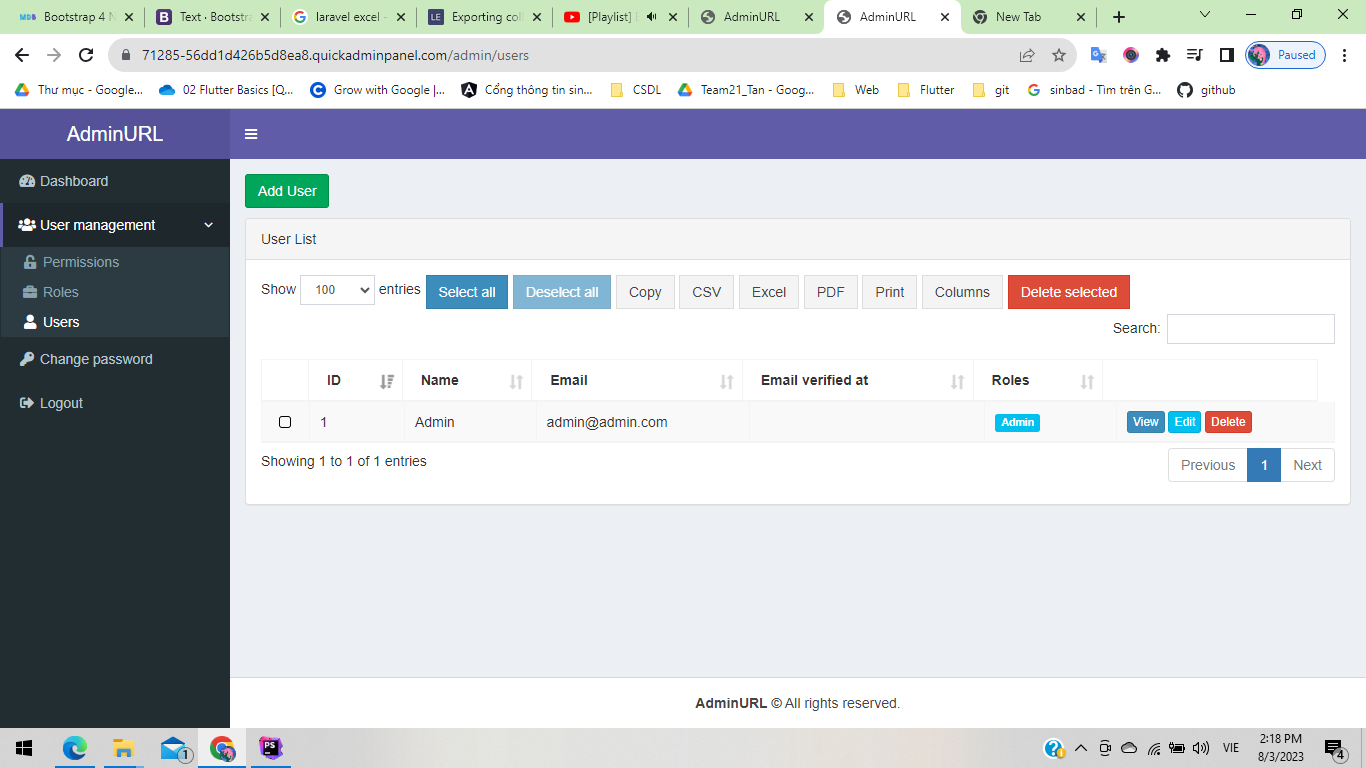 MDB Bootstrap 4 N
B Text · Bootstra
laravel excel -
LE Exporting coll
[Playlist]
AdminURL
AdminURL
New Tab
71285-56dd1d426b5d8ea8.quickadminpanel.com/admin/users
Paused
Thư mục - Google...
02 Flutter Basics [Q...
Grow with Google |...
Cổng thông tin sin...
CSDL
Team21_Tan - Goog...
Web
Flutter
git
sinbad - Tìm trên G...
github
AdminURL
Dashboard
User management
Permissions
Roles
Users
Change password
Logout
Add User
User List
Show 100 entries Select all Deselect all Copy CSV Excel PDF Print Columns Delete selected
Search:
ID Name Email Email verified at Roles
1 Admin admin@admin.com Admin View Edit Delete
Showing 1 to 1 of 1 entries
Previous 1 Next
AdminURL © All rights reserved.
1
PS
VIE
2:18 PM
8/3/2023
4